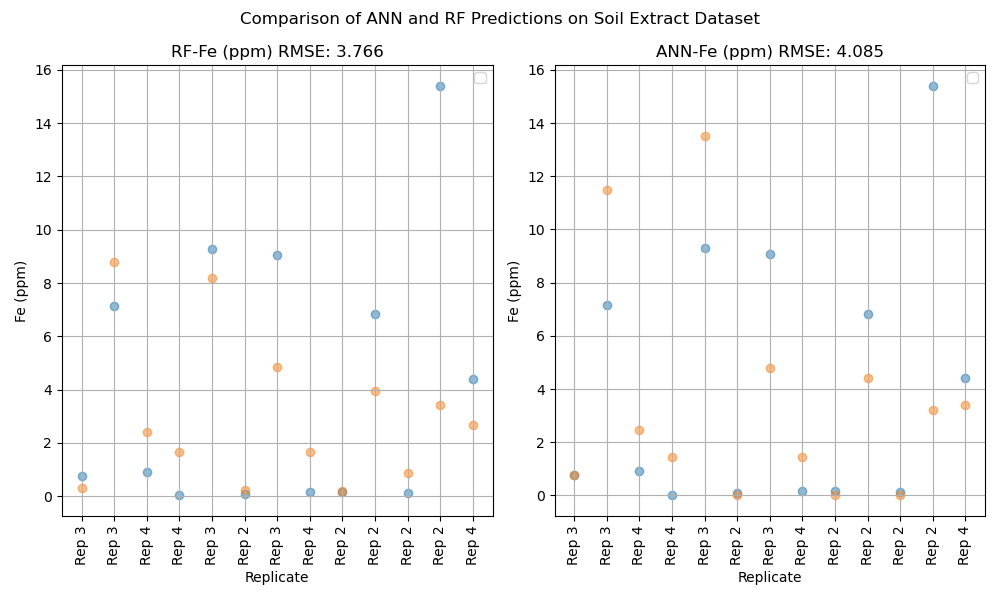 Comparison of ANN and RF Predictions on Soil Extract Dataset
RF-Fe (ppm) RMSE: 3.766
16
14
12
10
8
6
4
2
0
Fe (ppm)
Rep 3
Rep 3
Rep 4
Rep 4
Rep 3
Rep 2
Rep 3
Rep 4
Rep 2
Rep 2
Rep 2
Rep 2
Rep 4
Replicate
ANN-Fe (ppm) RMSE: 4.085
16
14
12
10
8
6
4
2
0
Fe (ppm)
Rep 3
Rep 3
Rep 4
Rep 4
Rep 3
Rep 2
Rep 3
Rep 4
Rep 2
Rep 2
Rep 2
Rep 2
Rep 4
Replicate